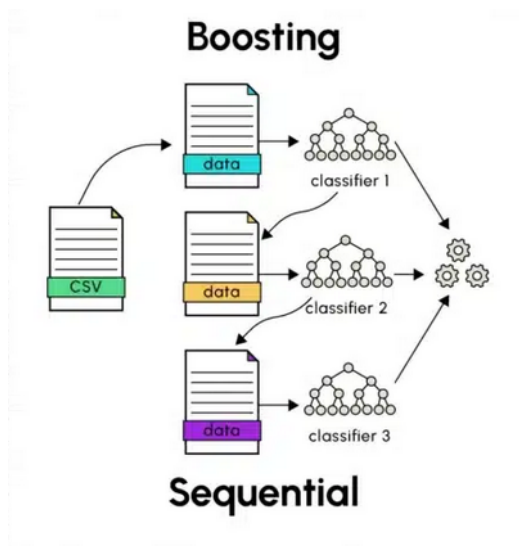 Boosting
data
classifier 1
CSV
data
classifier 2
data
classifier 3
Sequential